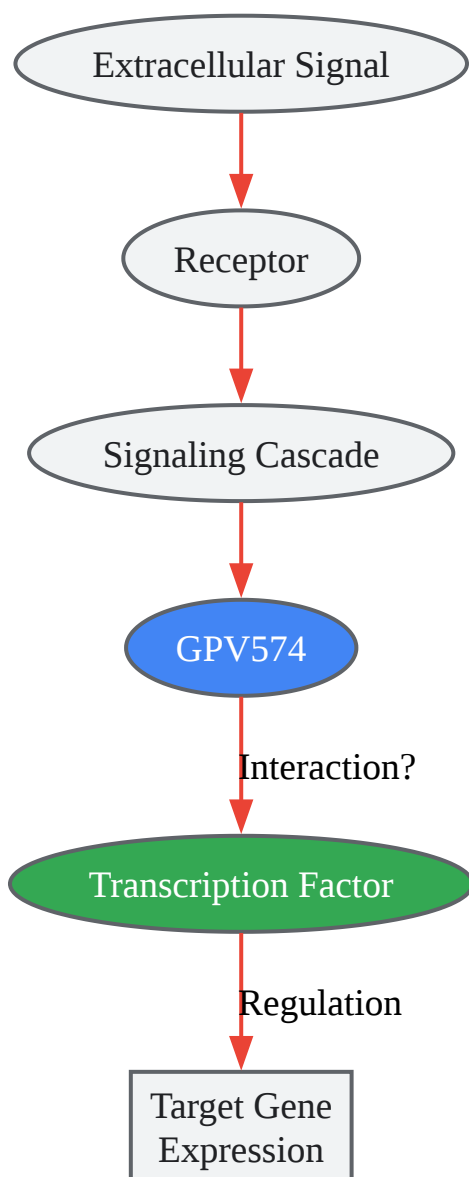 Extracellular Signal
Receptor
Signaling Cascade
GPV574
Interaction?
Transcription Factor
Regulation
Target Gene
Expression